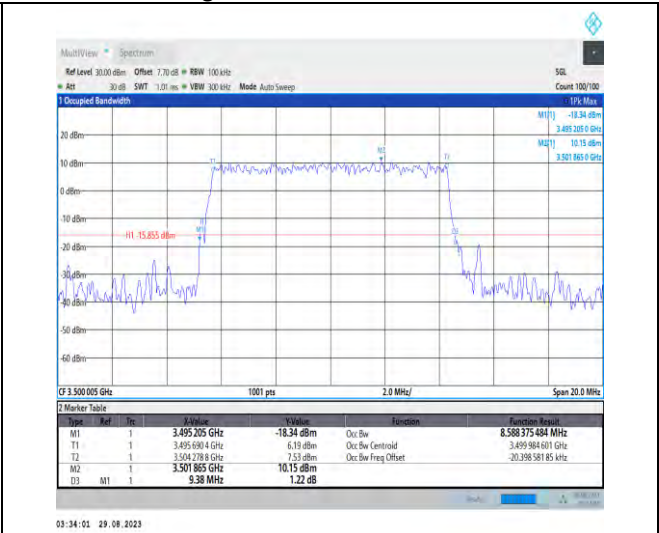 MultiView Spectrum
Ref Level 30.00 dBm Offset 7.70 dB RBW 100 kHz SGL
Att 30 dB SWT 1.01 ms VBW 300 kHz Mode Auto Sweep Count 100/100
1 Occupied Bandwidth 1Pk Max
M1[1] -18.34 dBm
3.495 205 0 GHz
M2[1] 10.15 dBm
3.501 865 0 GHz
20 dBm
10 dBm
0 dBm
-10 dBm
-20 dBm
-30 dBm
-40 dBm
-50 dBm
-60 dBm
T1
M2
T2
M1
H1 -15.855 dBm
D3
CF 3.500 005 GHz 1001 pts 2.0 MHz/ Span 20.0 MHz
2 Marker Table
Type Ref Trc X-Value Y-Value Function Function Result
M1 1 3.495 205 GHz -18.34 dBm Occ Bw 8.588 375 484 MHz
T1 1 3.495 690 4 GHz 6.19 dBm Occ Bw Centroid 3.499 984 601 GHz
T2 1 3.504 278 8 GHz 7.53 dBm Occ Bw Freq Offset -20.398 581 85 kHz
M2 1 3.501 865 GHz 10.15 dBm
D3 M1 1 9.38 MHz 1.22 dB
03:34:01 29.08.2023